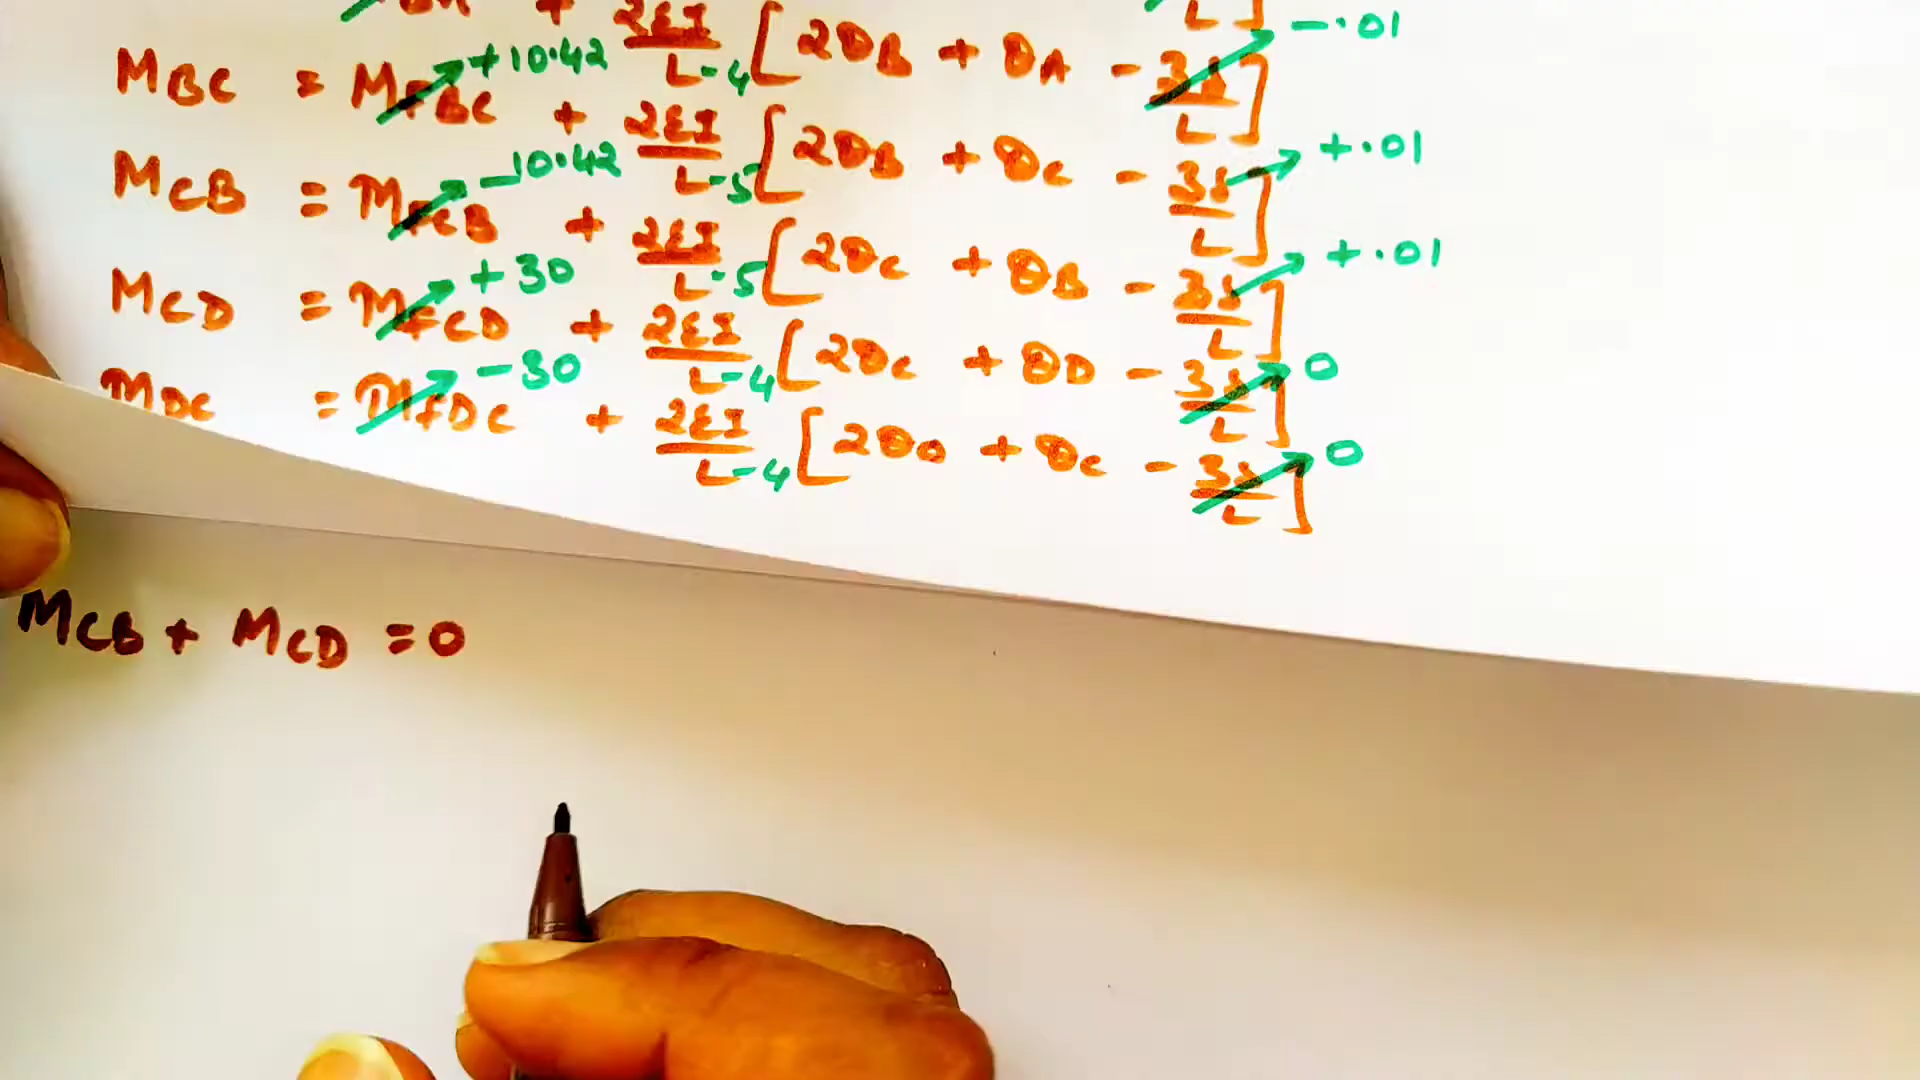 + 2EI/L-4 [ 2θB + θA - 3δ/L ] -.01
MBC = MFBC +10.42 + 2EI/L-5 [ 2θB + θC - 3δ/L ] +.01
MCB = MFCB -10.42 + 2EI/L-5 [ 2θC + θB - 3δ/L ] +.01
MCD = MFCD +30 + 2EI/L-4 [ 2θC + θD - 3δ/L ] 0
MDC = MFDC -30 + 2EI/L-4 [ 2θD + θC - 3δ/L ] 0
MCB + MCD = 0